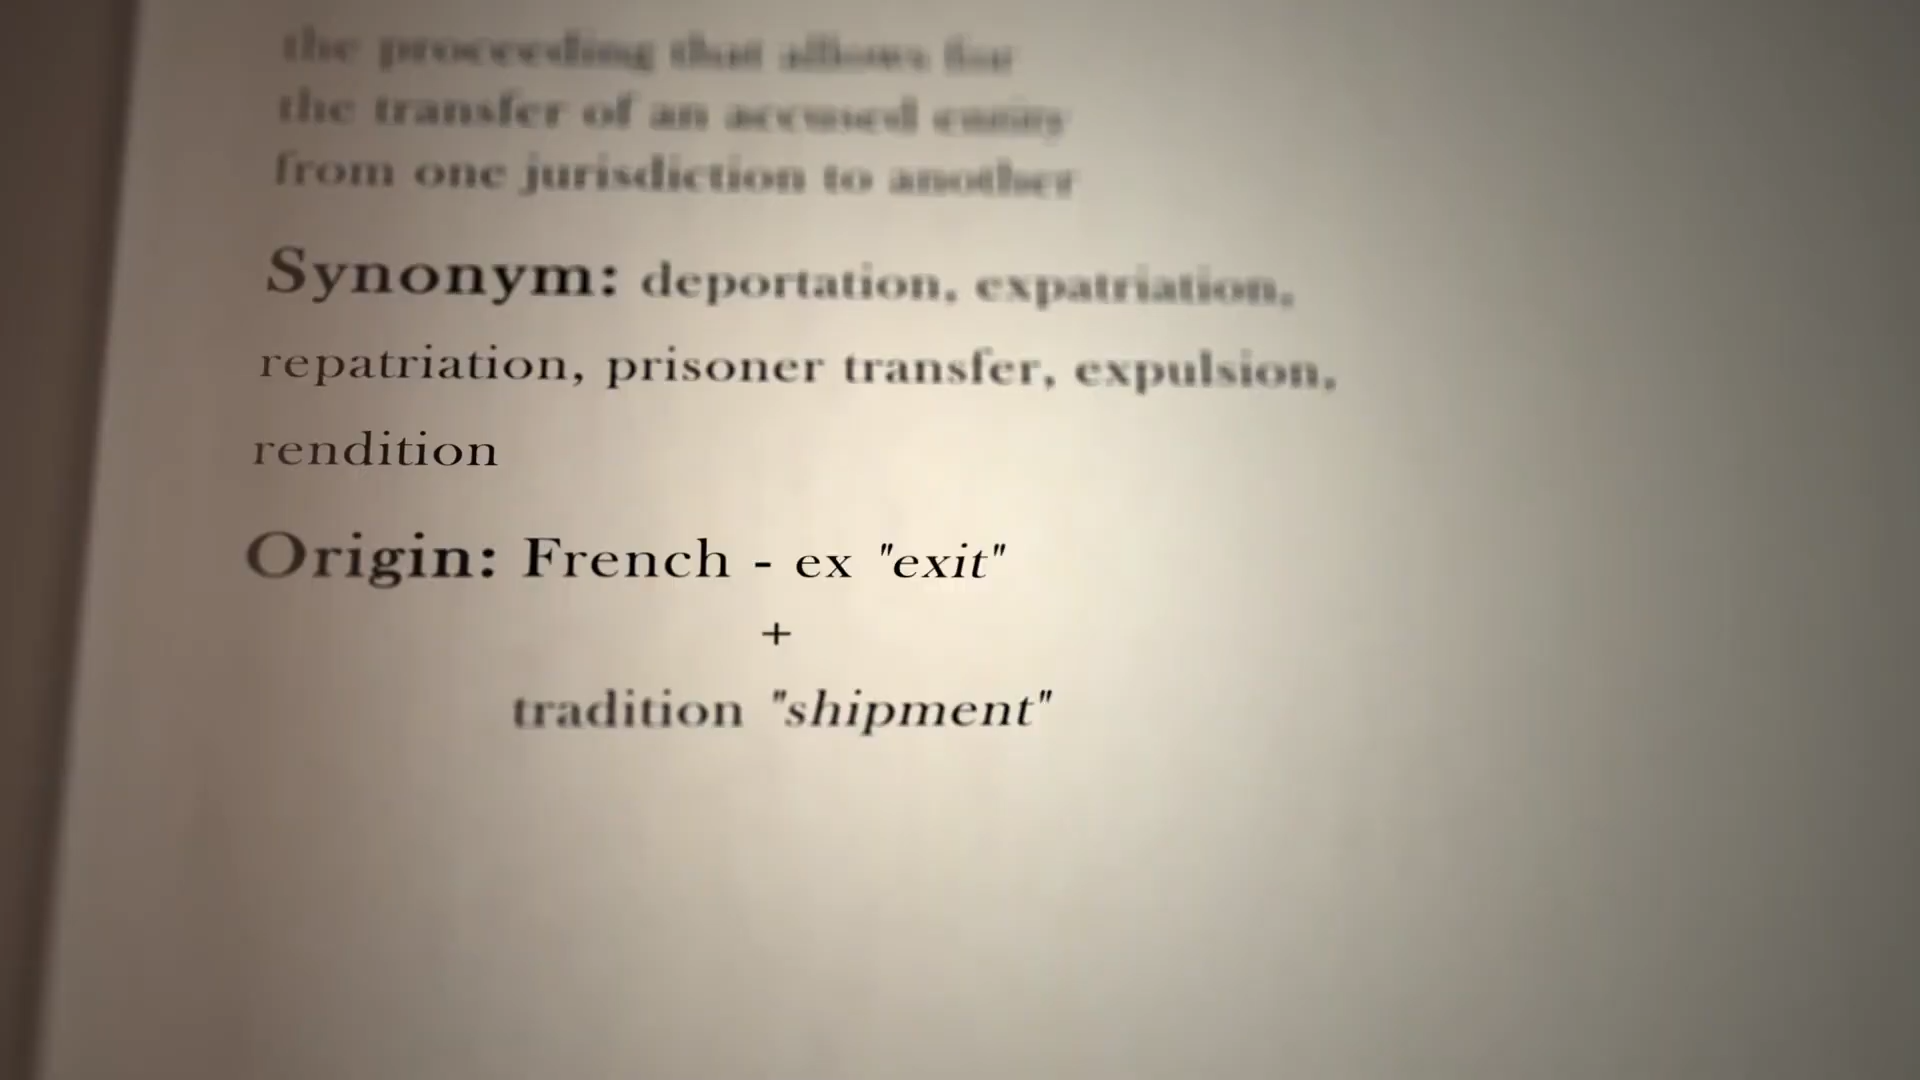 the proceeding that allows for
the transfer of an accused entity
from one jurisdiction to another
Synonym: deportation, expatriation,
repatriation, prisoner transfer, expulsion,
rendition
Origin: French - ex "exit"
+
tradition "shipment"